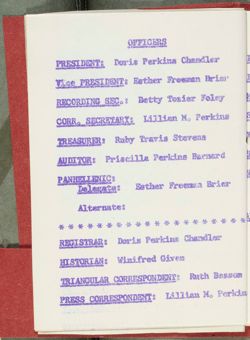 OFFICERS
PRESIDENT: Doris Perkins Chandler
Vice PRESIDENT: Esther Freeman Brier
RECORDING SEC.: Betty Tozier Foley
CORR. SECRETARY: Lillian M. Perkins
TREASURER: Ruby Travis Stevens
AUDITOR: Priscilla Perkins Barnard
PANHELLENIC:
Delegate: Esther Freeman Brier
Alternate:
* * * * * * * * * * * * * * * * * * * *
REGISTRAR: Doris Perkins Chandler
HISTORIAN: Winifred Given
TRIANGULAR CORRESPONDENT: Ruth Bessom
PRESS CORRESPONDENT: Lillian M. Perkin